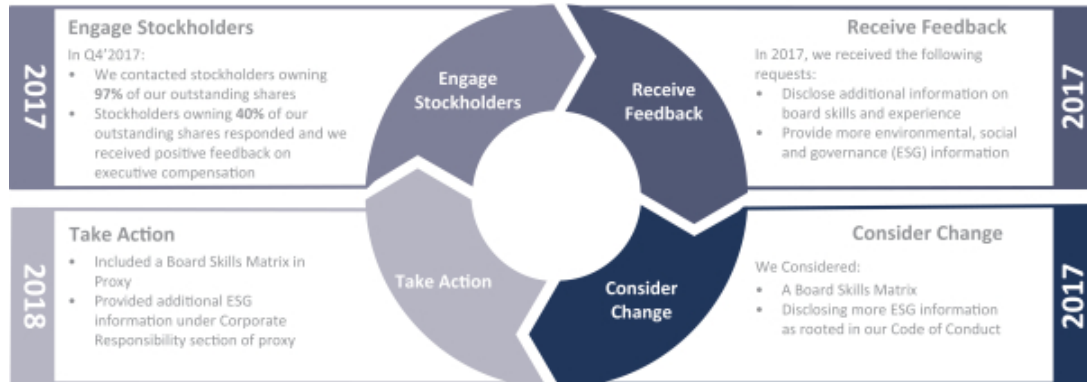 Engage Stockholders
In Q4'2017:
• We contacted stockholders owning
97% of our outstanding shares
• Stockholders owning 40% of our
outstanding shares responded and we
received positive feedback on
executive compensation
2017
Engage
Stockholders
Receive
Feedback
Receive Feedback
In 2017, we received the following
requests:
• Disclose additional information on
board skills and experience
• Provide more environmental, social
and governance (ESG) information
2017
Take Action
• Included a Board Skills Matrix in
Proxy
• Provided additional ESG
information under Corporate
Responsibility section of proxy
2018
Take Action
Consider
Change
Consider Change
We Considered:
• A Board Skills Matrix
• Disclosing more ESG information
as rooted in our Code of Conduct
2017